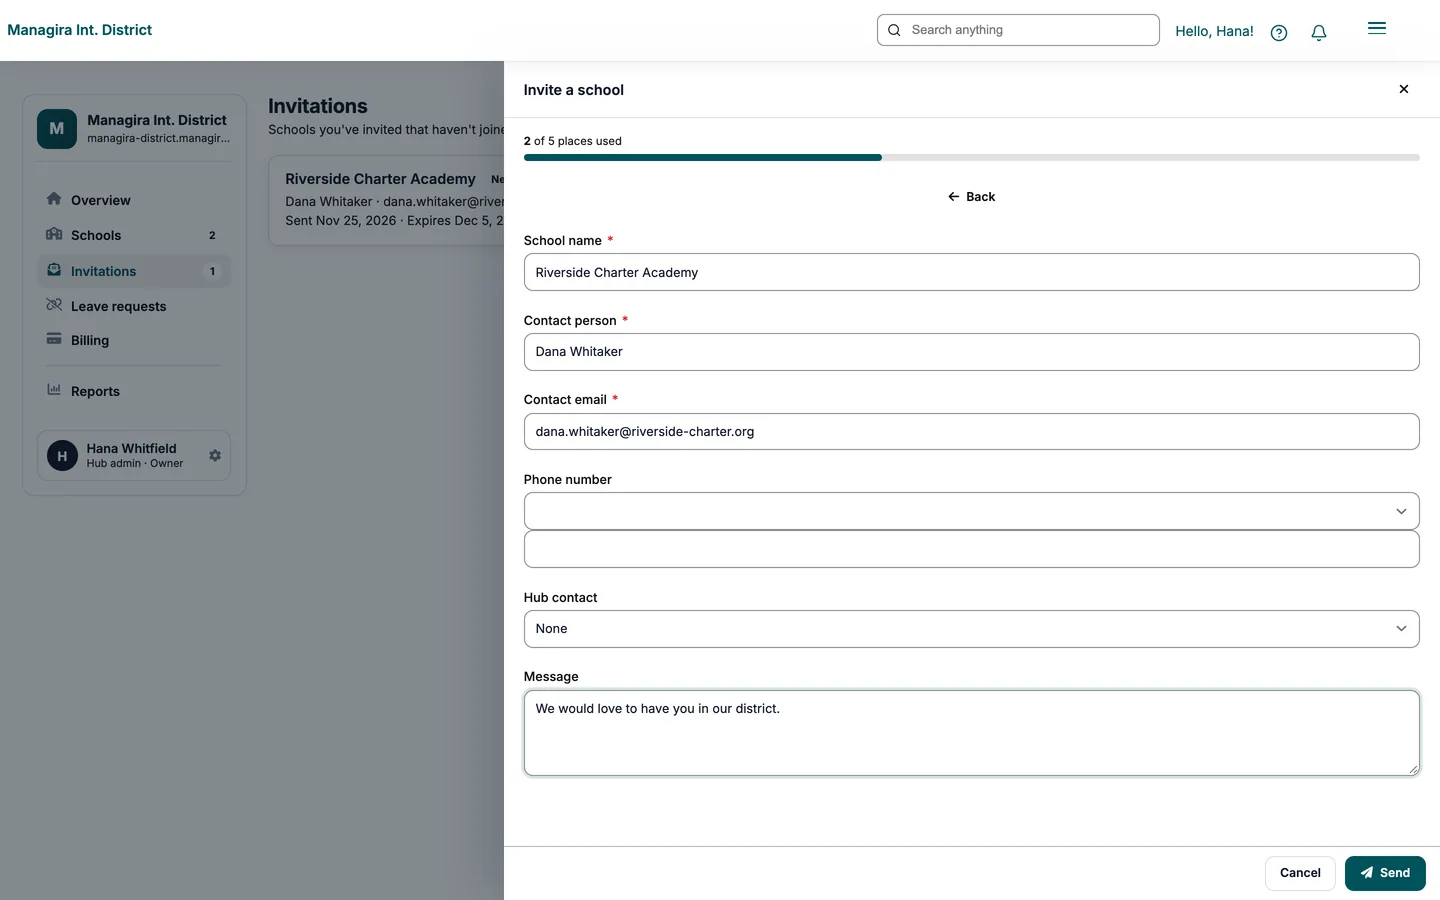 Managira Int. District
Search anything
Hello, Hana!
M
Managira Int. District
managira-district.managir...
Overview
Schools 2
Invitations 1
Leave requests
Billing
Reports
H
Hana Whitfield
Hub admin · Owner
Invitations
Schools you've invited that haven't
Riverside Charter Academy
Dana Whitaker · dana.whitaker@river
Sent Nov 25, 2026 · Expires Dec 5, 2
Invite a school
2 of 5 places used
Back
School name *
Riverside Charter Academy
Contact person *
Dana Whitaker
Contact email *
dana.whitaker@riverside-charter.org
Phone number
Hub contact
None
Message
We would love to have you in our district.
Cancel
Send